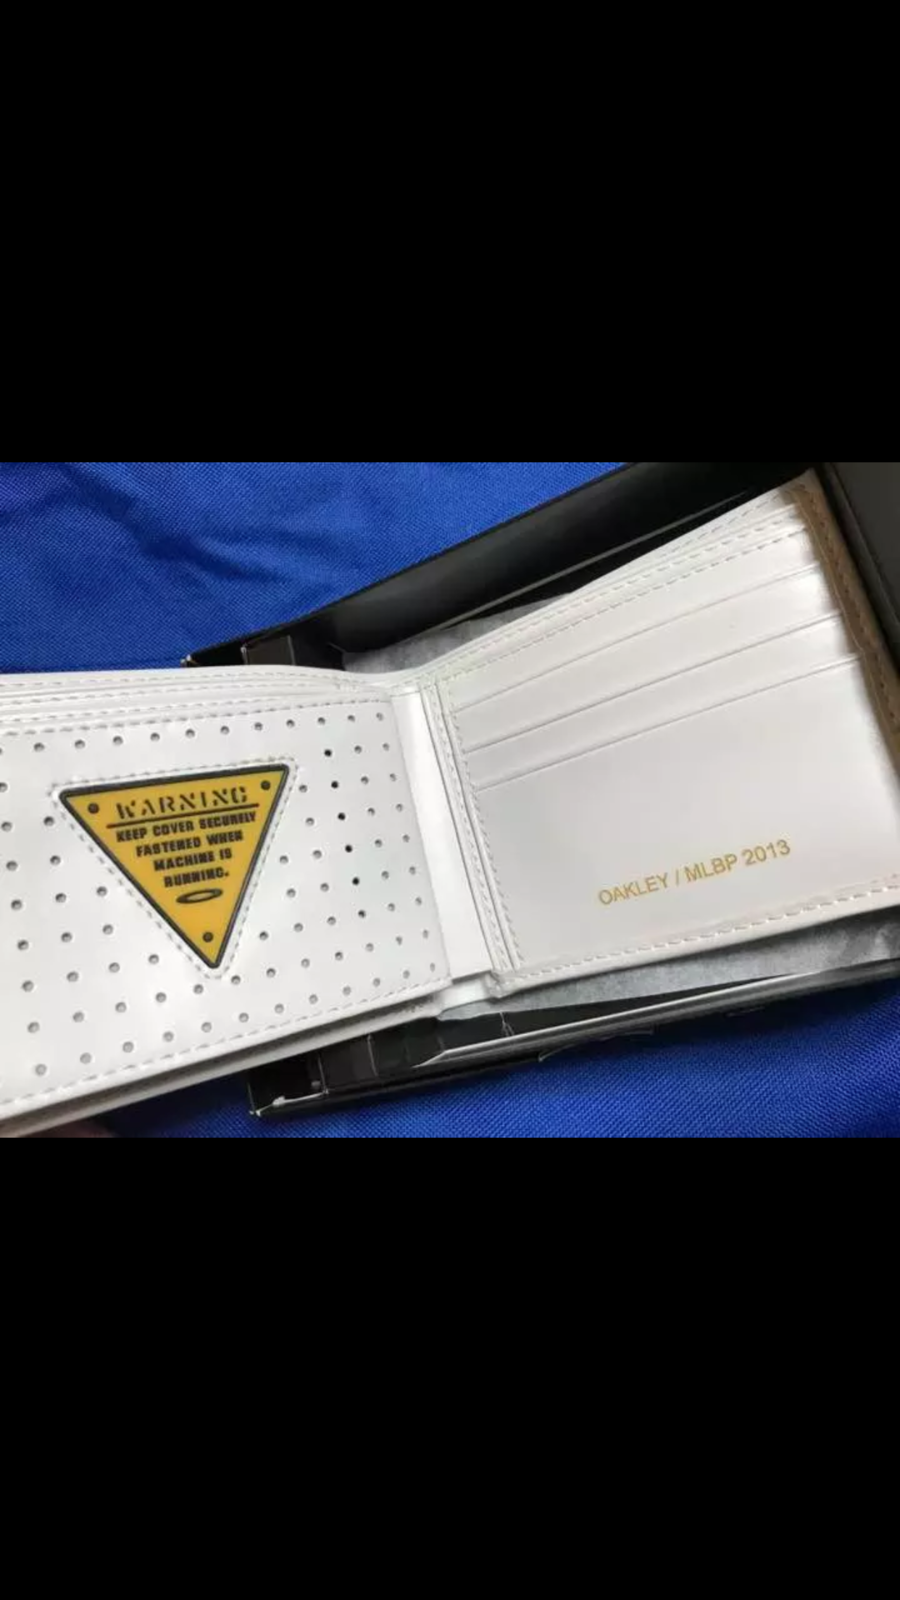 WARNING
KEEP COVER SECURELY
FASTENED WHEN
MACHINE IS
RUNNING.
OAKLEY / MLBP 2013